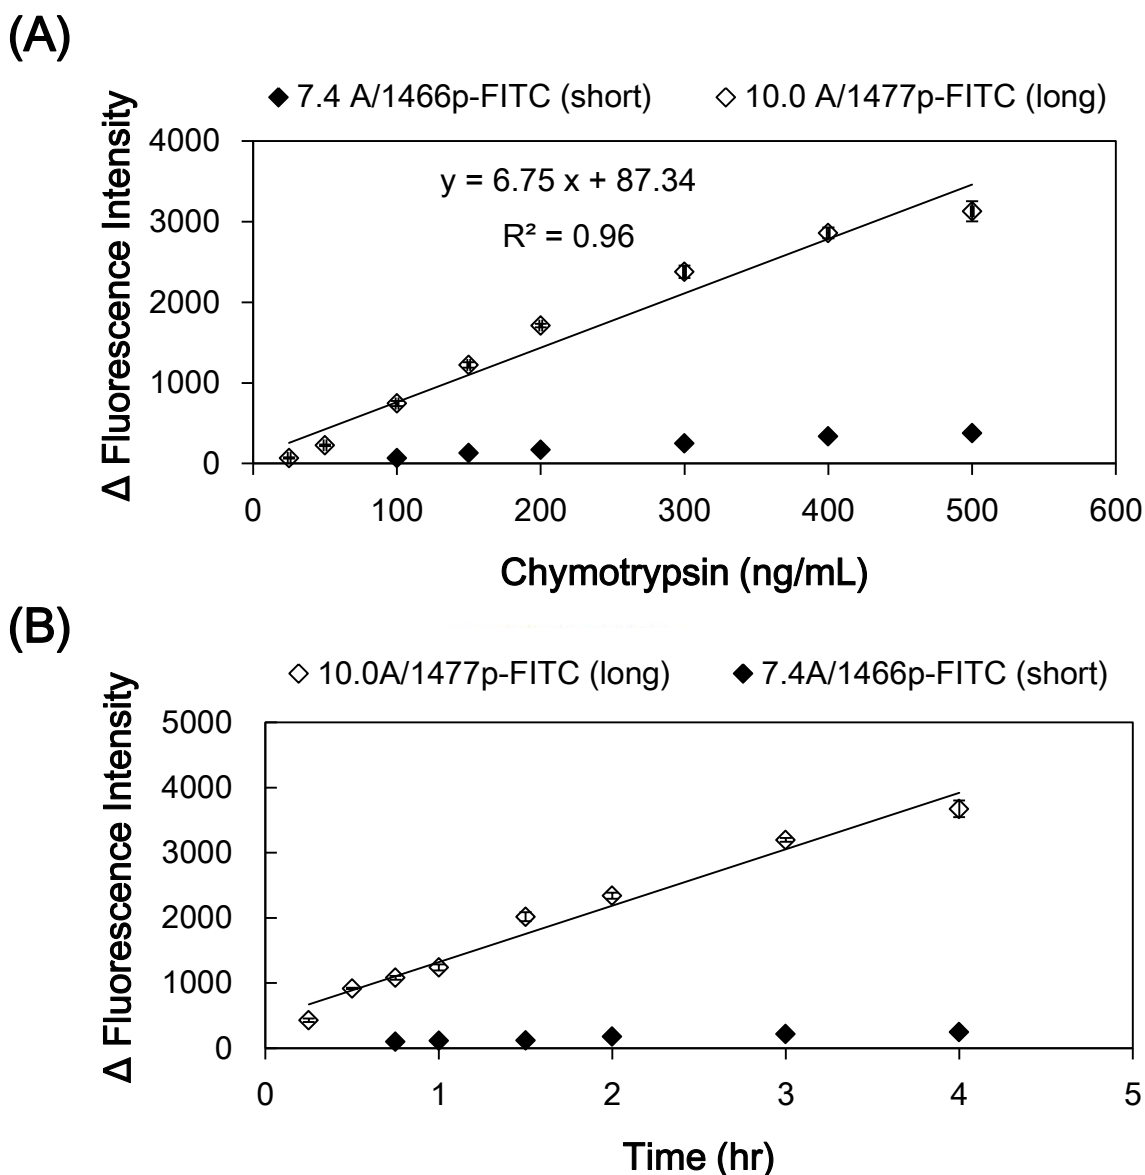 (A)
7.4 A/1466p-FITC (short) 10.0 A/1477p-FITC (long)
Δ Fluorescence Intensity
4000
3000
2000
1000
0
y = 6.75 x + 87.34
R² = 0.96
0 100 200 300 400 500 600
Chymotrypsin (ng/mL)
(B)
10.0A/1477p-FITC (long) 7.4A/1466p-FITC (short)
Δ Fluorescence Intensity
5000
4000
3000
2000
1000
0
0 1 2 3 4 5
Time (hr)